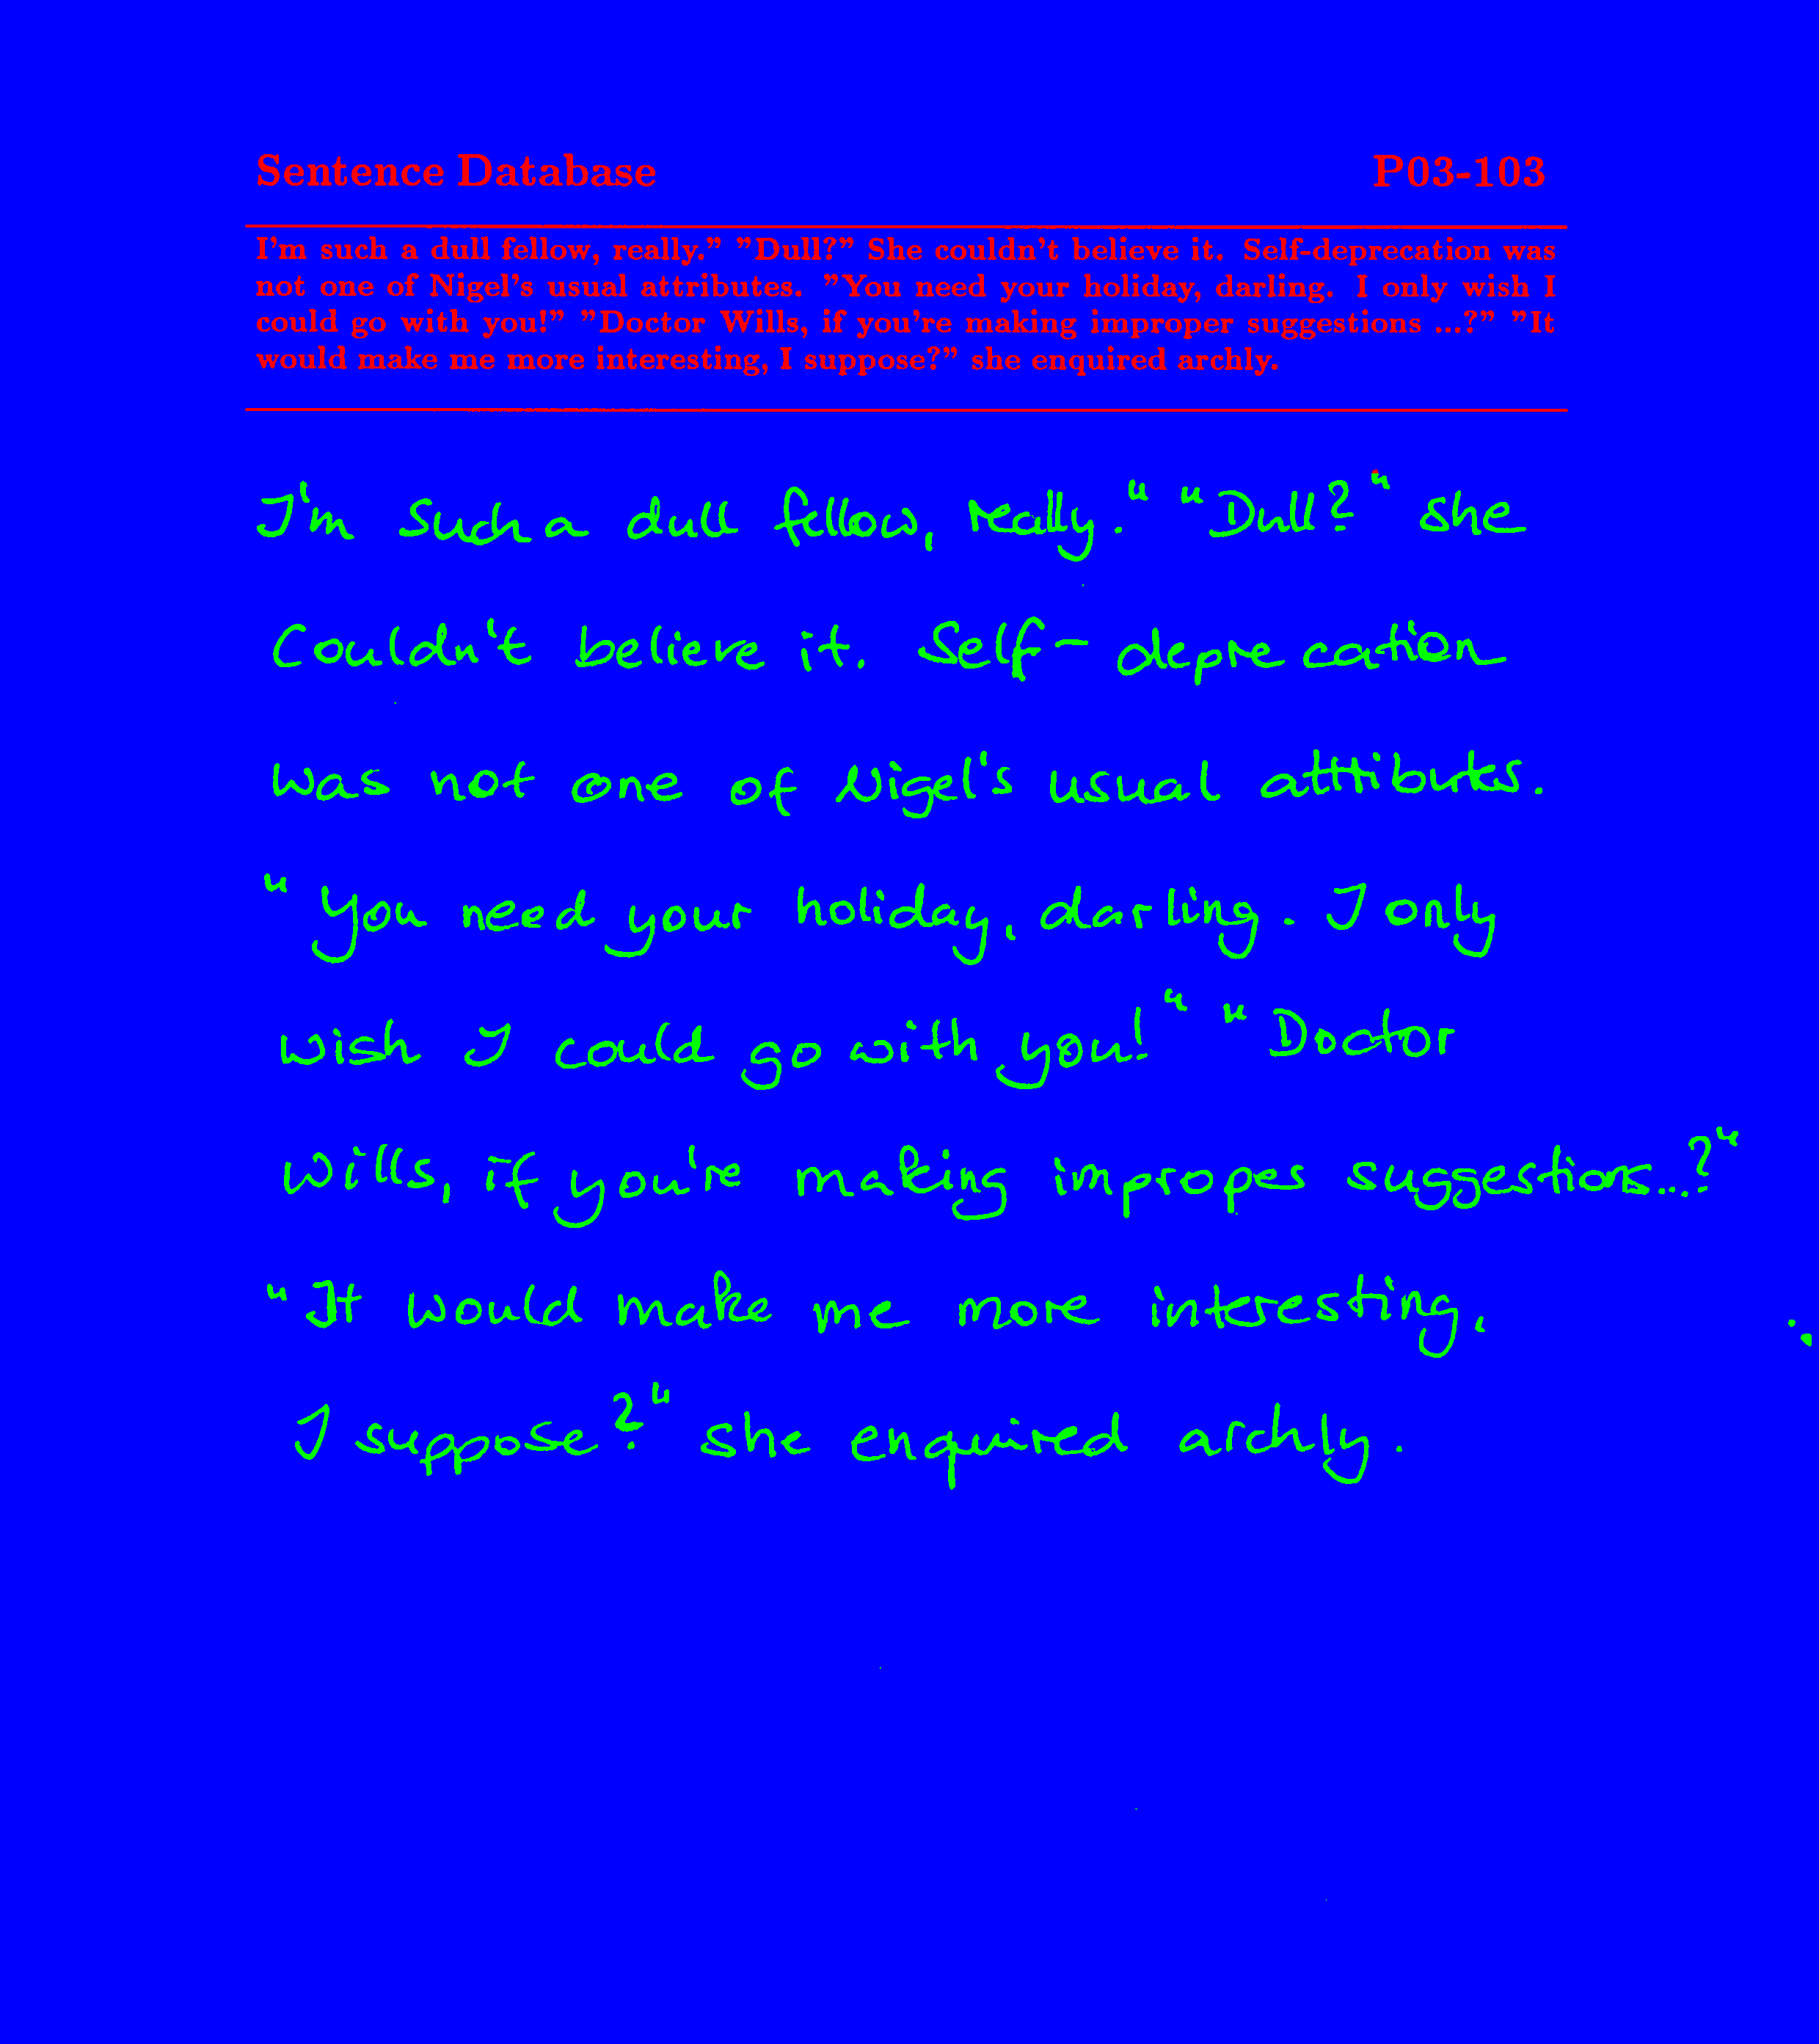 Sentence Database P03-103
I'm such a dull fellow, really." "Dull?" She couldn't believe it. Self-deprecation was
not one of Nigel's usual attributes. "You need your holiday, darling. I only wish I
could go with you!" "Doctor Wills, if you're making improper suggestions ...?" "It
would make me more interesting, I suppose?" she enquired archly.
I'm such a dull fellow, really." "Dull?" She
couldn't believe it. Self-deprecation
was not one of Nigel's usual attributes.
"You need your holiday, darling. I only
wish I could go with you!" "Doctor
Wills, if you're making impropes suggestions...?"
"It would make me more interesting,
I suppose?" she enquired archly.